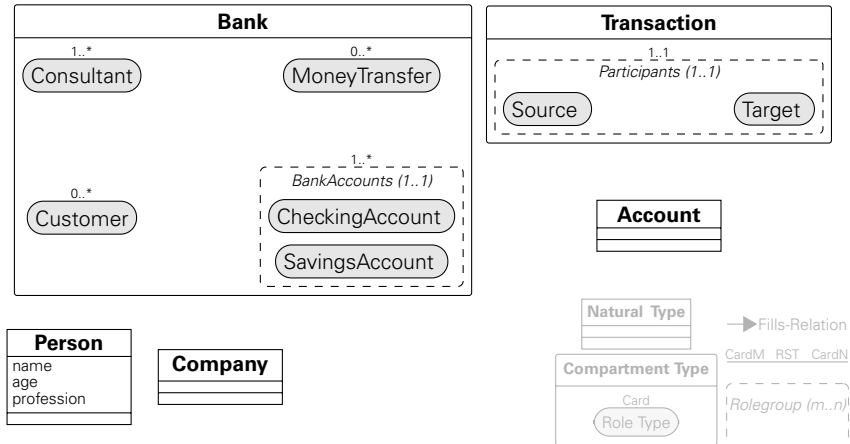 Bank
1..*
Consultant
0..*
MoneyTransfer
0..*
Customer
1..*
BankAccounts (1..1)
CheckingAccount
SavingsAccount
Transaction
1..1
Participants (1..1)
Source
Target
Account
Person
name
age
profession
Company
Natural Type
Fills-Relation
CardM RST CardN
Compartment Type
Card
Role Type
Rolegroup (m..n)